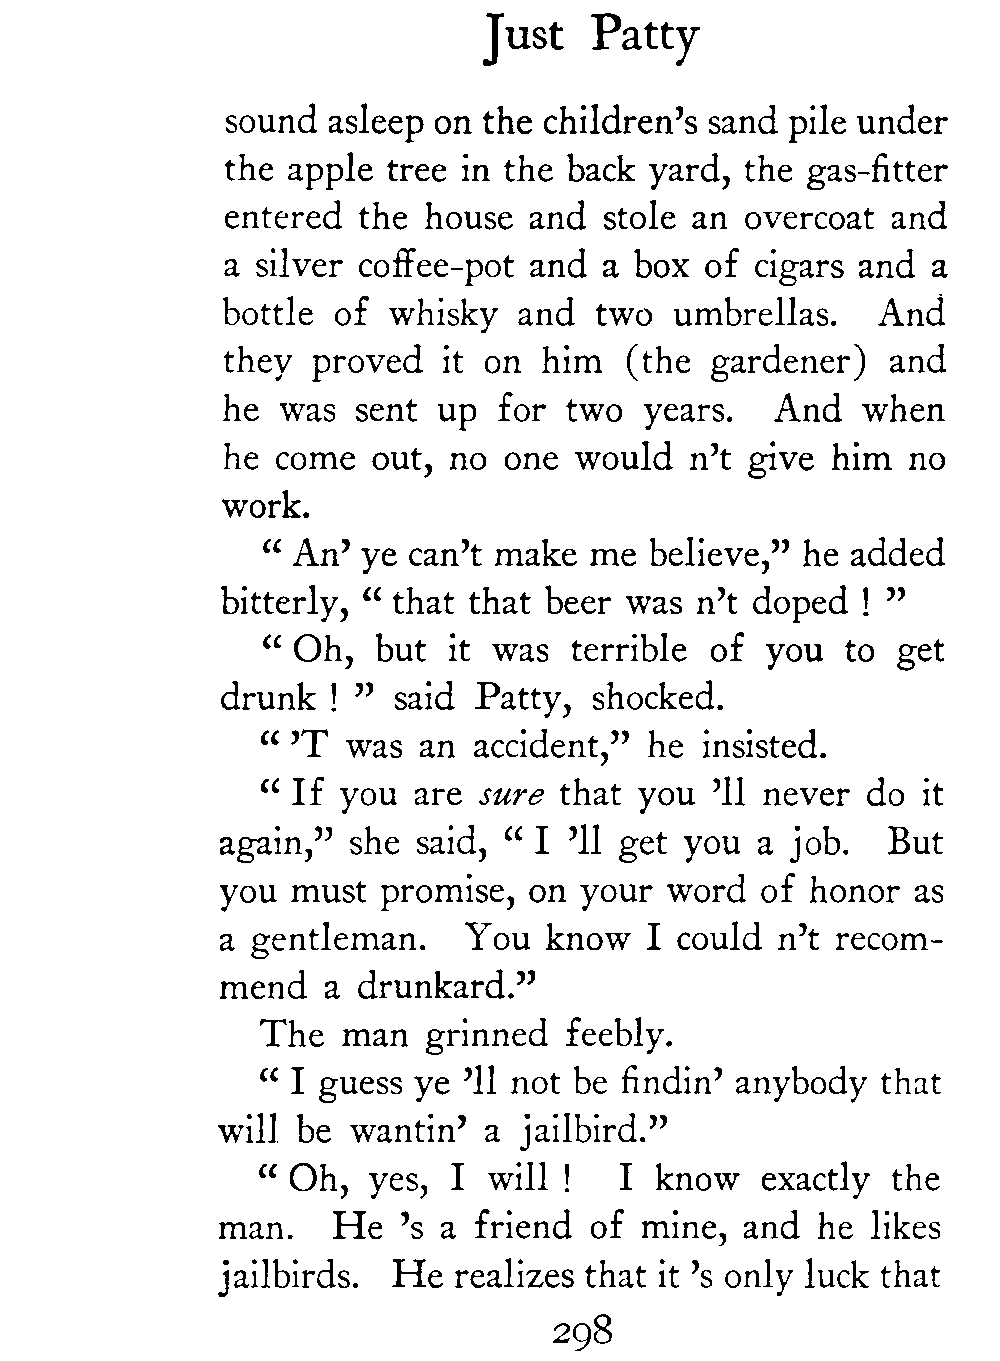 Just Patty
sound asleep on the children's sand pile under
the apple tree in the back yard, the gas-fitter
entered the house and stole an overcoat and
a silver coffee-pot and a box of cigars and a
bottle of whisky and two umbrellas. And
they proved it on him (the gardener) and
he was sent up for two years. And when
he come out, no one would n't give him no
work.
“ An’ ye can't make me believe,” he added
bitterly, “ that that beer was n't doped ! ”
“ Oh, but it was terrible of you to get
drunk ! ” said Patty, shocked.
“ ’T was an accident,” he insisted.
“ If you are sure that you ’ll never do it
again,” she said, “ I ’ll get you a job. But
you must promise, on your word of honor as
a gentleman. You know I could n't recom-
mend a drunkard.”
The man grinned feebly.
“ I guess ye ’ll not be findin’ anybody that
will be wantin’ a jailbird.”
“ Oh, yes, I will ! I know exactly the
man. He ’s a friend of mine, and he likes
jailbirds. He realizes that it ’s only luck that
298